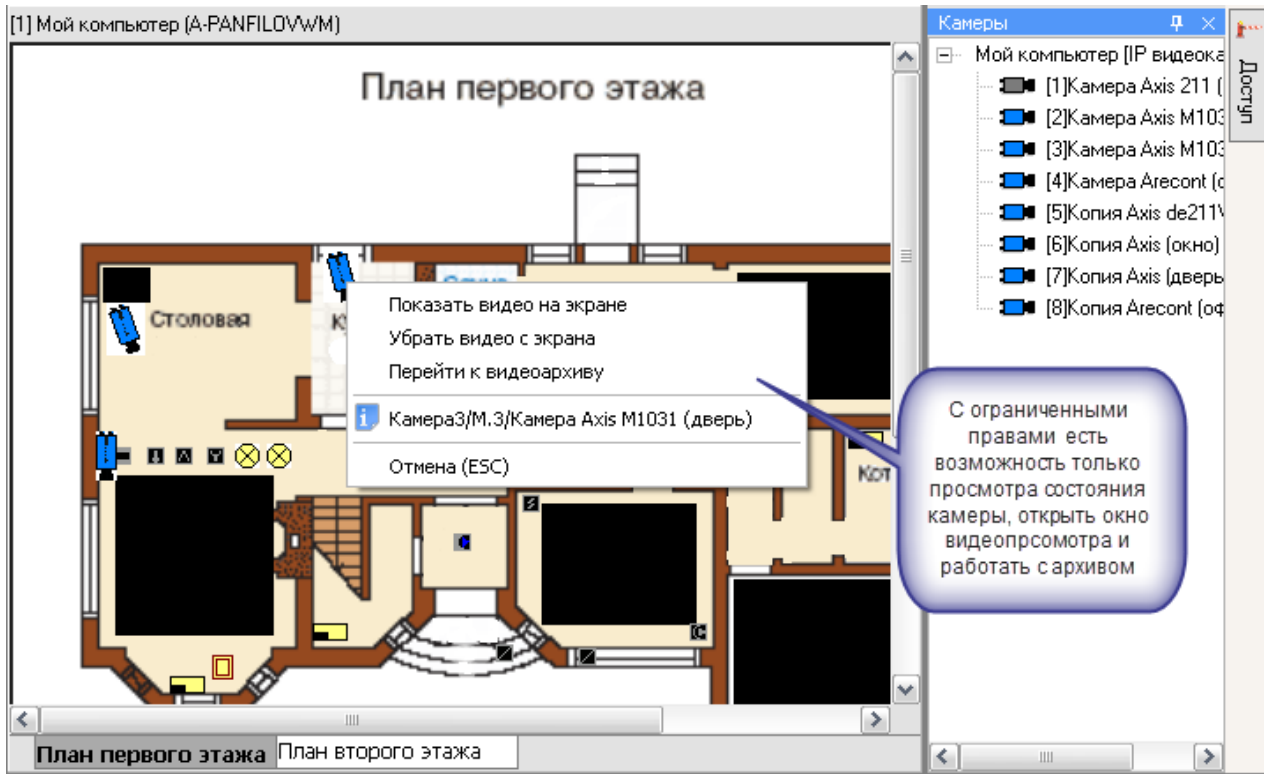 [1] Мой компьютер (A-PANFILOVWM)
План первого этажа
Столовая
Показать видео на экране
Убрать видео с экрана
Перейти к видеоархиву
Камера3/М.3/Камера Axis M1031 (дверь)
Отмена (ESC)
Кот
План первого этажа
План второго этажа
Камеры
Мой компьютер [IP видеока
[1]Камера Axis 211 (
[2]Камера Axis M103
[3]Камера Axis M103
[4]Камера Arecont (о
[5]Копия Axis de211
[6]Копия Axis (окно)
[7]Копия Axis (дверь
[8]Копия Arecont (оф
Доступ
С ограниченными
правами есть
возможность только
просмотра состояния
камеры, открыть окно
видеопрсомотра и
работать с архивом